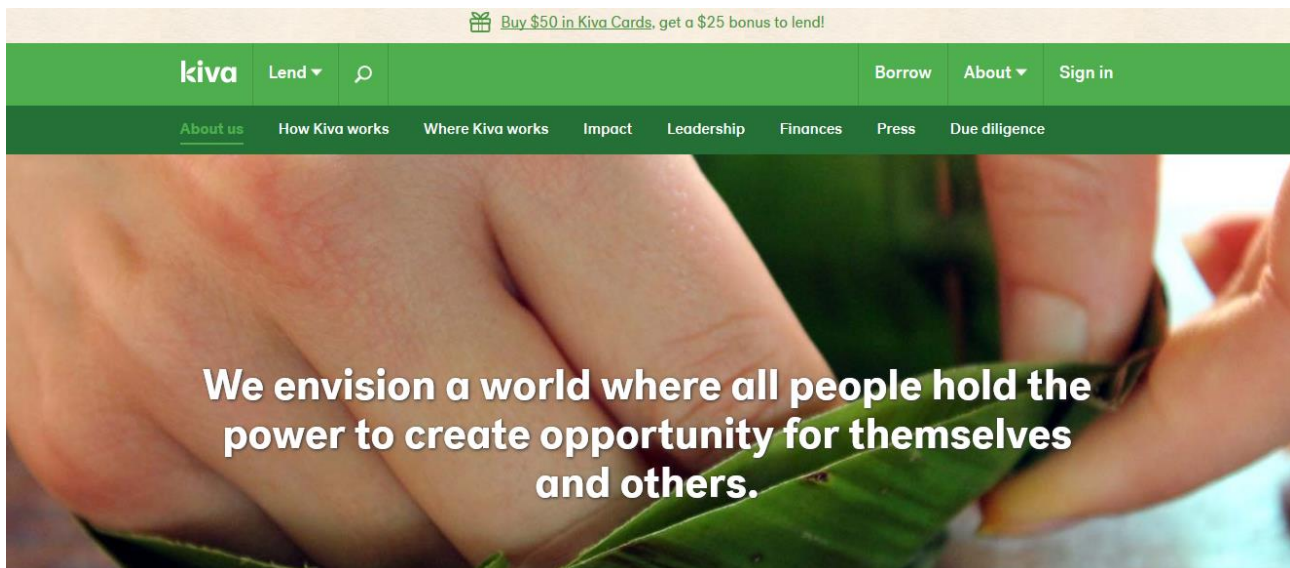 Buy $50 in Kiva Cards, get a $25 bonus to lend!
kiva Lend Borrow About Sign in
About us How Kiva works Where Kiva works Impact Leadership Finances Press Due diligence
We envision a world where all people hold the
power to create opportunity for themselves
and others.